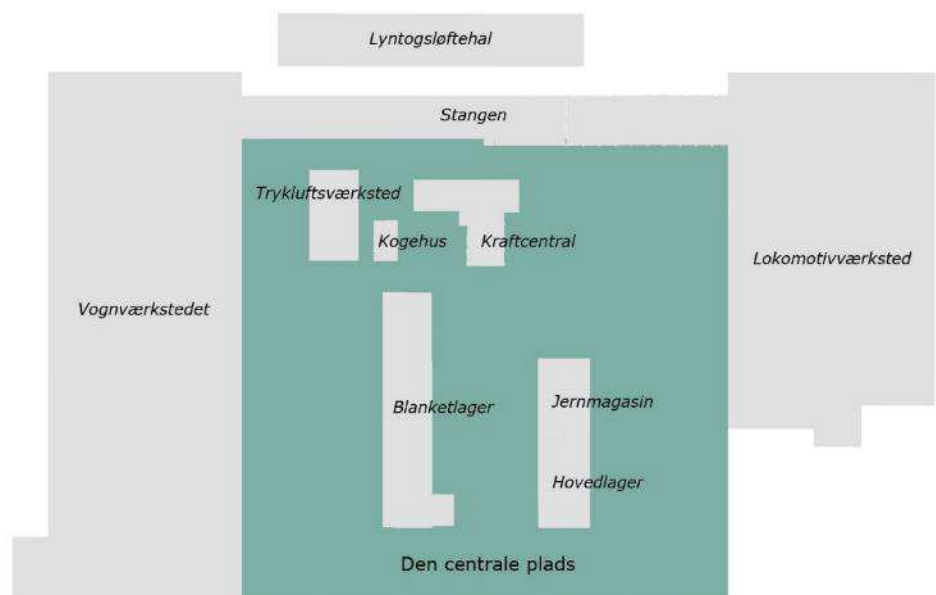 Lyntogsløftehal
Stangen
Trykluftsværksted
Kogehus
Kraftcentral
Lokomotivværksted
Vognværkstedet
Blanketlager
Jernmagasin
Hovedlager
Den centrale plads